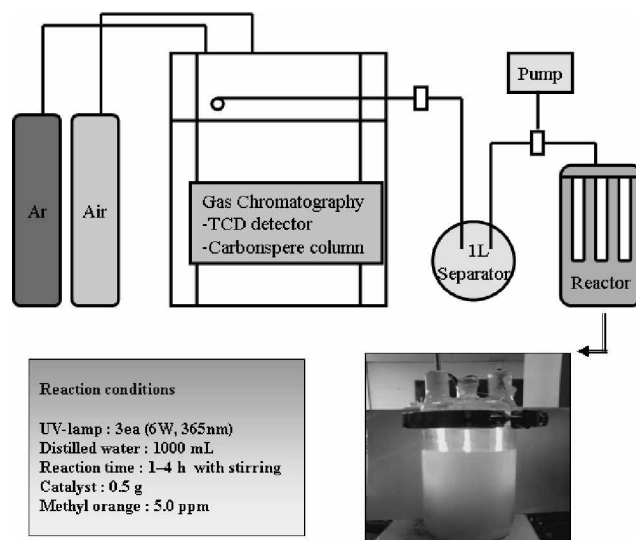 Pump
Ar
Air
Gas Chromatography
-TCD detector
-Carbonspere column
1L
Separator
Reactor
Reaction conditions
UV-lamp : 3ea (6W, 365nm)
Distilled water : 1000 mL
Reaction time : 1–4 h with stirring
Catalyst : 0.5 g
Methyl orange : 5.0 ppm